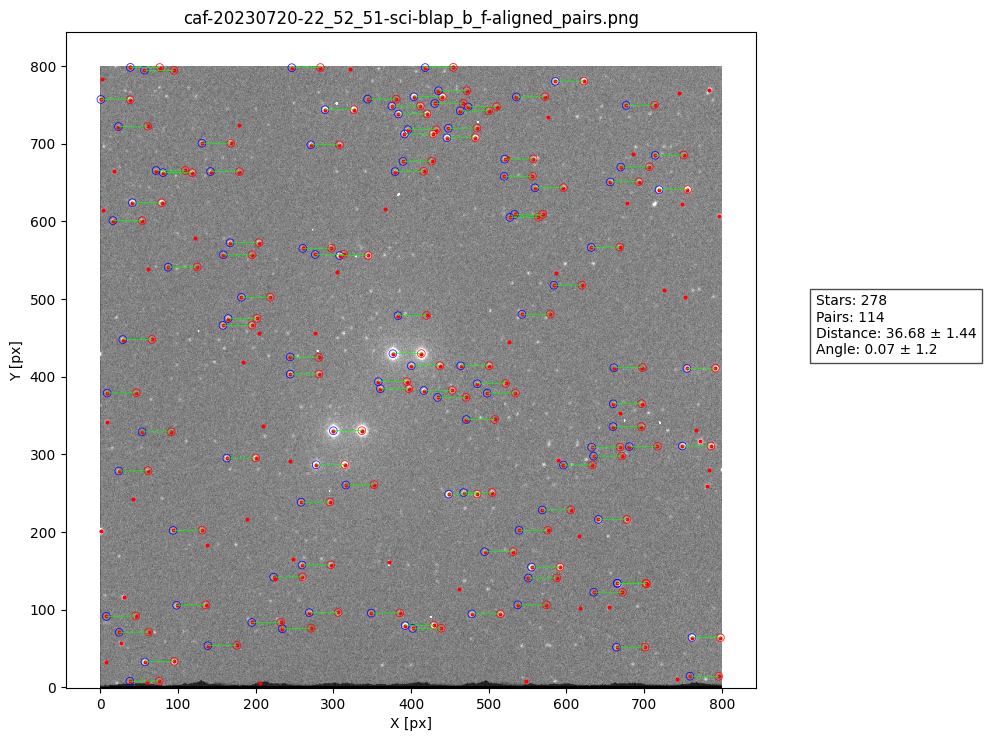 caf-20230720-22_52_51-sci-blap_b_f-aligned_pairs.png
800
700
600
500
400
300
200
100
0
Y [px]
0
100
200
300
400
500
600
700
800
X [px]
Stars: 278
Pairs: 114
Distance: 36.68 ± 1.44
Angle: 0.07 ± 1.2